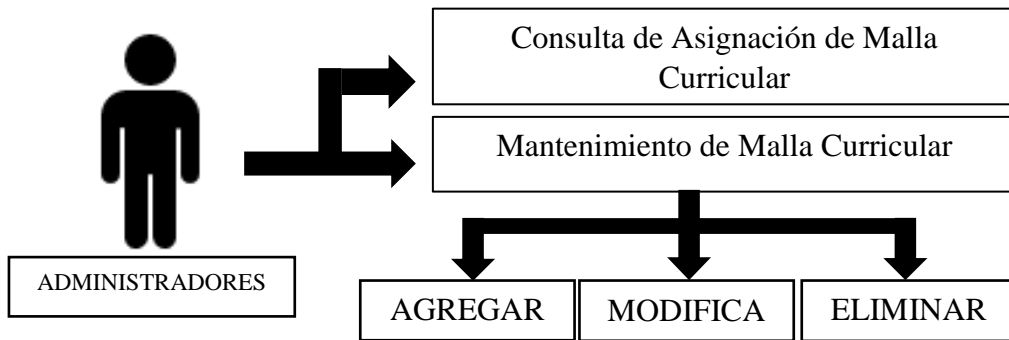 Consulta de Asignación de Malla
Curricular
Mantenimiento de Malla Curricular
ADMINISTRADORES
AGREGAR
MODIFICA
ELIMINAR